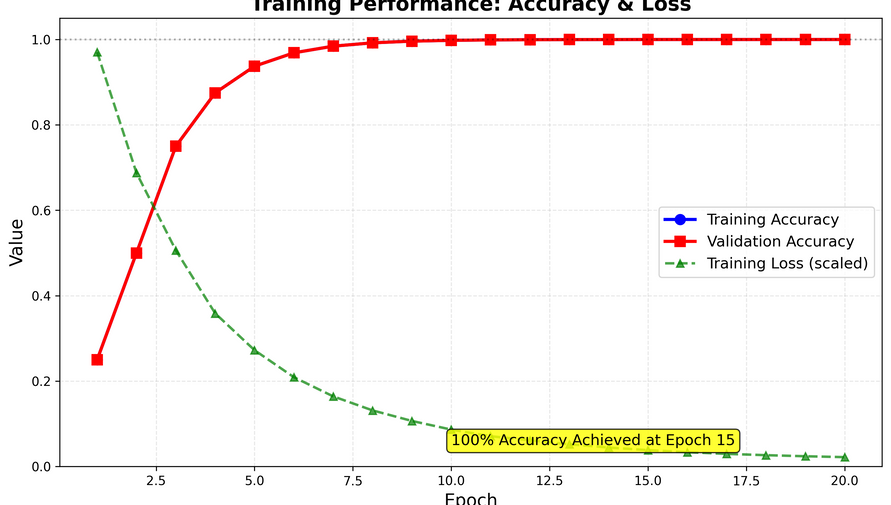 Training Performance: Accuracy & Loss
1.0
0.8
0.6
0.4
0.2
0.0
Value
Training Accuracy
Validation Accuracy
Training Loss (scaled)
100% Accuracy Achieved at Epoch 15
2.5 5.0 7.5 10.0 12.5 15.0 17.5 20.0
Epoch